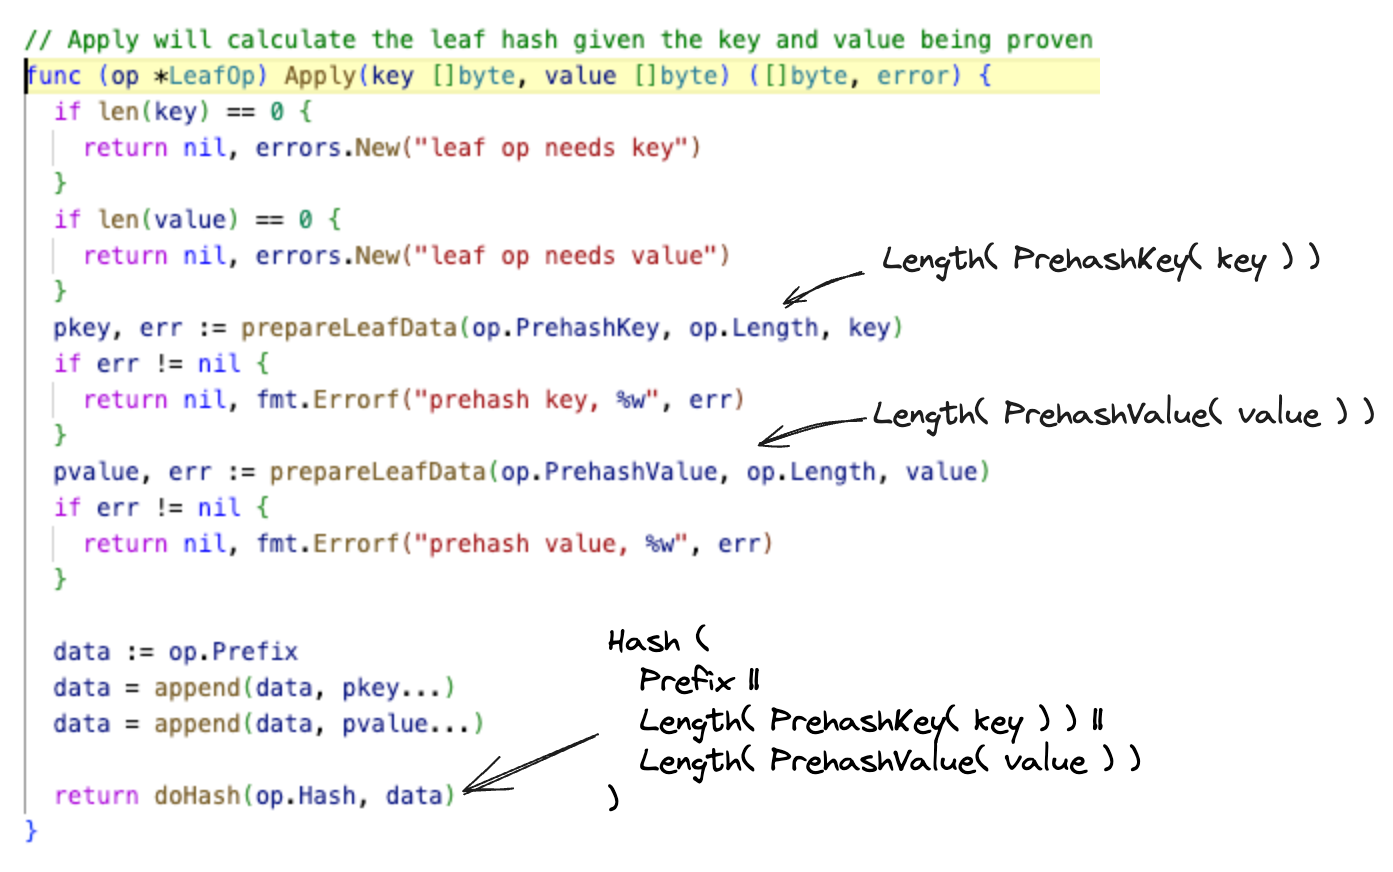 // Apply will calculate the leaf hash given the key and value being proven
func (op *LeafOp) Apply(key []byte, value []byte) ([]byte, error) {
if len(key) == 0 {
return nil, errors.New("leaf op needs key")
}
if len(value) == 0 {
return nil, errors.New("leaf op needs value")
}
Length( PrehashKey( key ) )
pkey, err := prepareLeafData(op.PrehashKey, op.Length, key)
if err != nil {
return nil, fmt.Errorf("prehash key, %w", err)
}
Length( PrehashValue( value ) )
pvalue, err := prepareLeafData(op.PrehashValue, op.Length, value)
if err != nil {
return nil, fmt.Errorf("prehash value, %w", err)
}
data := op.Prefix
data = append(data, pkey...)
data = append(data, pvalue...)
return doHash(op.Hash, data)
}
Hash (
Prefix ||
Length( PrehashKey( key ) ) ||
Length( PrehashValue( value ) )
)